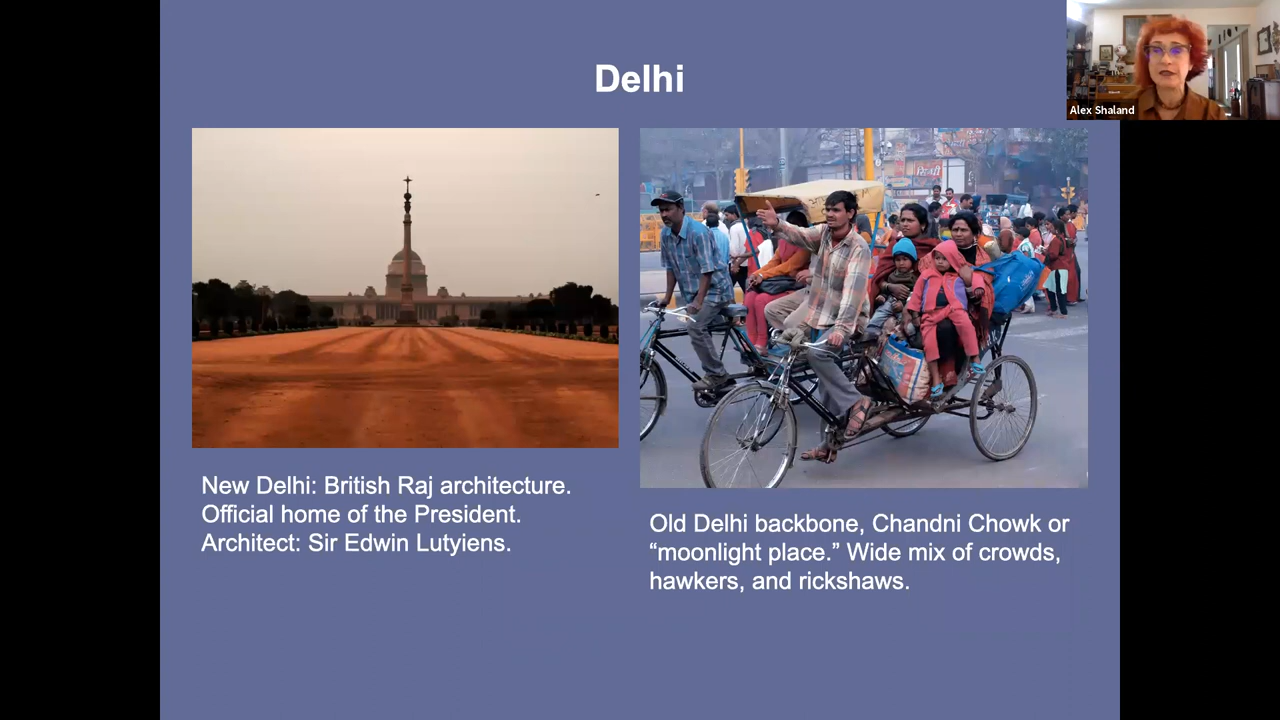 Delhi
Alex Shaland
New Delhi: British Raj architecture.
Official home of the President.
Architect: Sir Edwin Lutyiens.
Old Delhi backbone, Chandni Chowk or
“moonlight place.” Wide mix of crowds,
hawkers, and rickshaws.